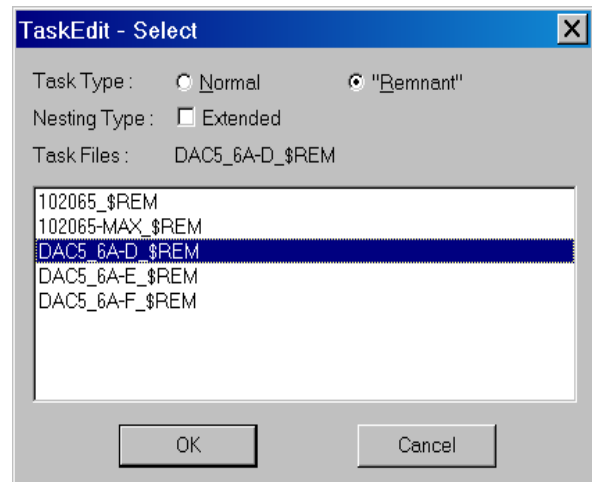 TaskEdit - Select
Task Type : Normal "Remnant"
Nesting Type : Extended
Task Files : DAC5_6A-D_$REM
102065_$REM
102065-MAX_$REM
DAC5_6A-D_$REM
DAC5_6A-E_$REM
DAC5_6A-F_$REM
OK Cancel